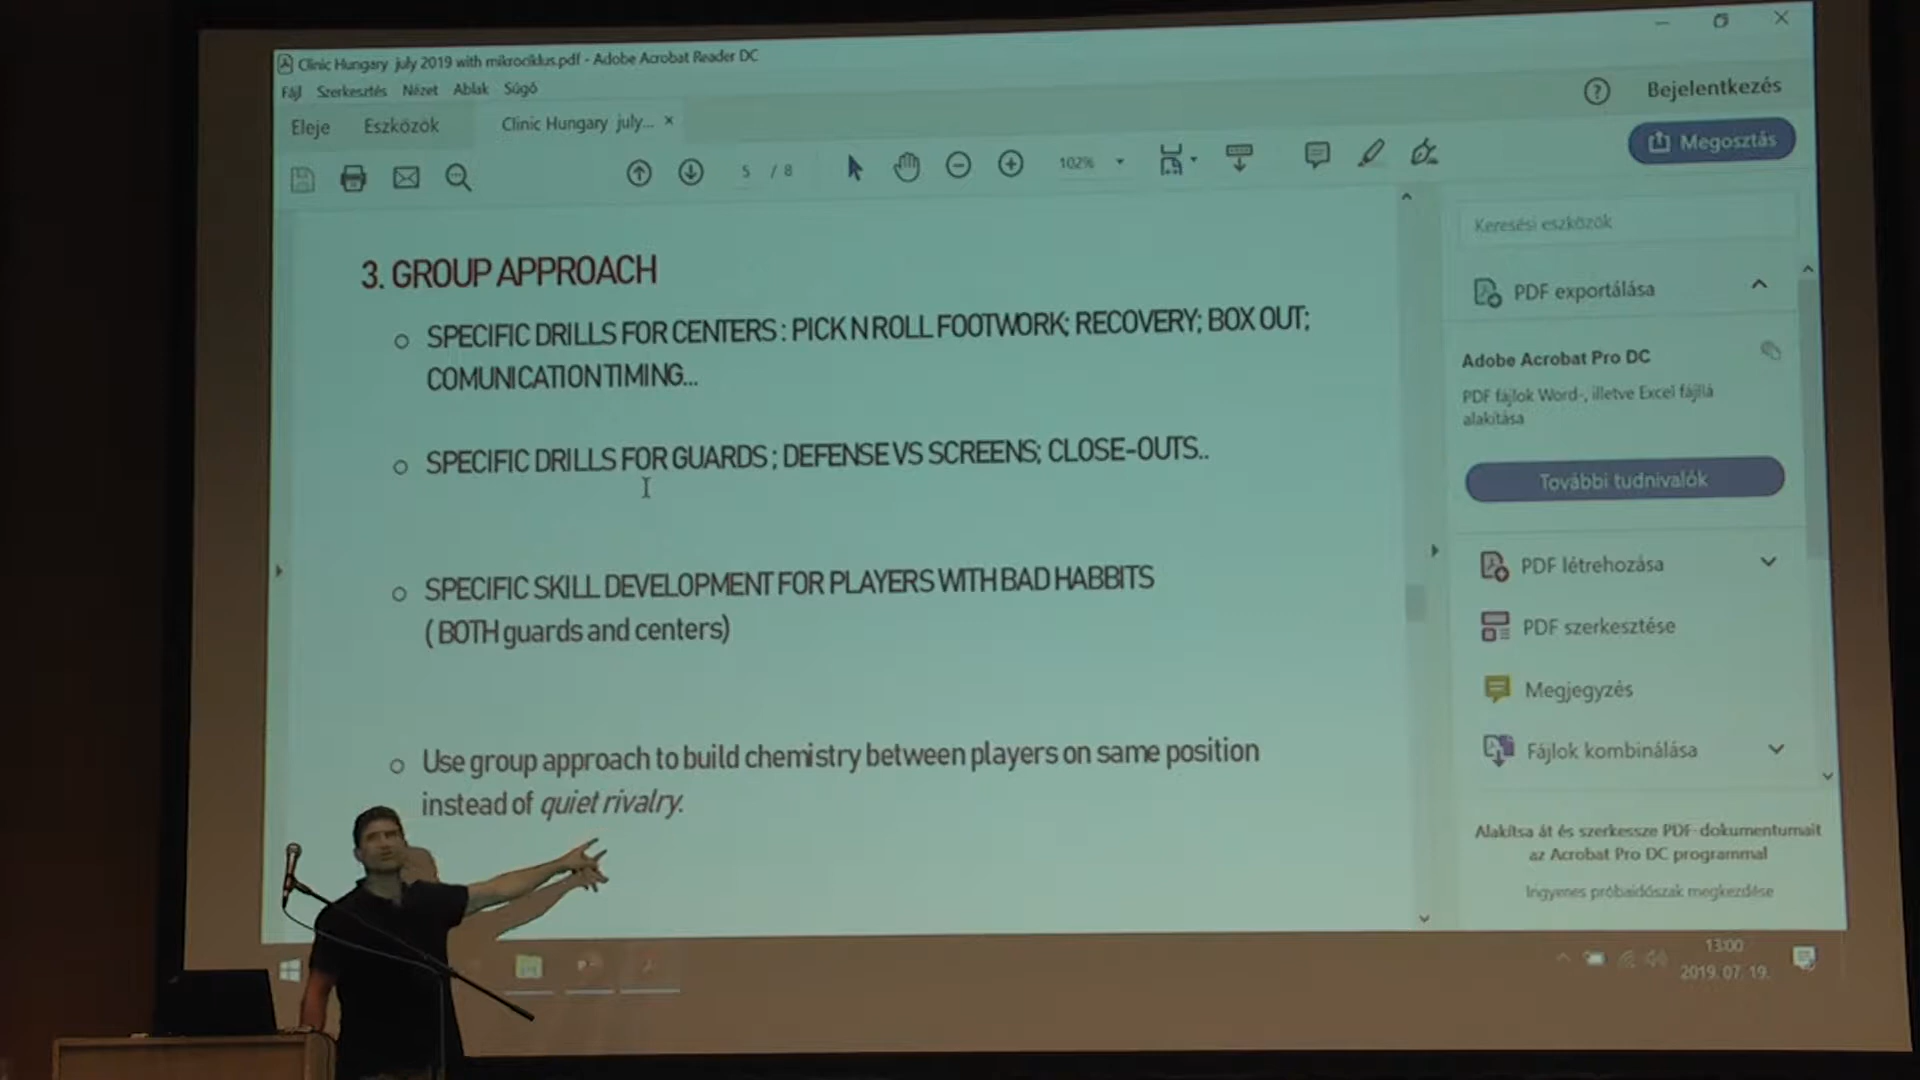 Clinic Hungary july 2019 with mikrociklus.pdf - Adobe Acrobat Reader DC
Fájl Szerkesztés Nézet Ablak Súgó
Bejelentkezés
Eleje Eszközök Clinic Hungary july... ×
Megosztás
5 / 8 102%
Keresési eszközök
3. GROUP APPROACH
PDF exportálása
SPECIFIC DRILLS FOR CENTERS : PICK N ROLL FOOTWORK; RECOVERY; BOX OUT;
COMUNICATION TIMING...
Adobe Acrobat Pro DC
PDF fájlok Word-, illetve Excel fájllá
alakítása
SPECIFIC DRILLS FOR GUARDS ; DEFENSE VS SCREENS; CLOSE-OUTS..
További tudnivalók
SPECIFIC SKILL DEVELOPMENT FOR PLAYERS WITH BAD HABBITS
( BOTH guards and centers)
PDF létrehozása
PDF szerkesztése
Megjegyzés
Fájlok kombinálása
Use group approach to build chemistry between players on same position
instead of quiet rivalry.
Alakítsa át és szerkessze PDF-dokumentumait
az Acrobat Pro DC programmal
Ingyenes próbaidőszak megkezdése
13:00
2019. 07. 19.